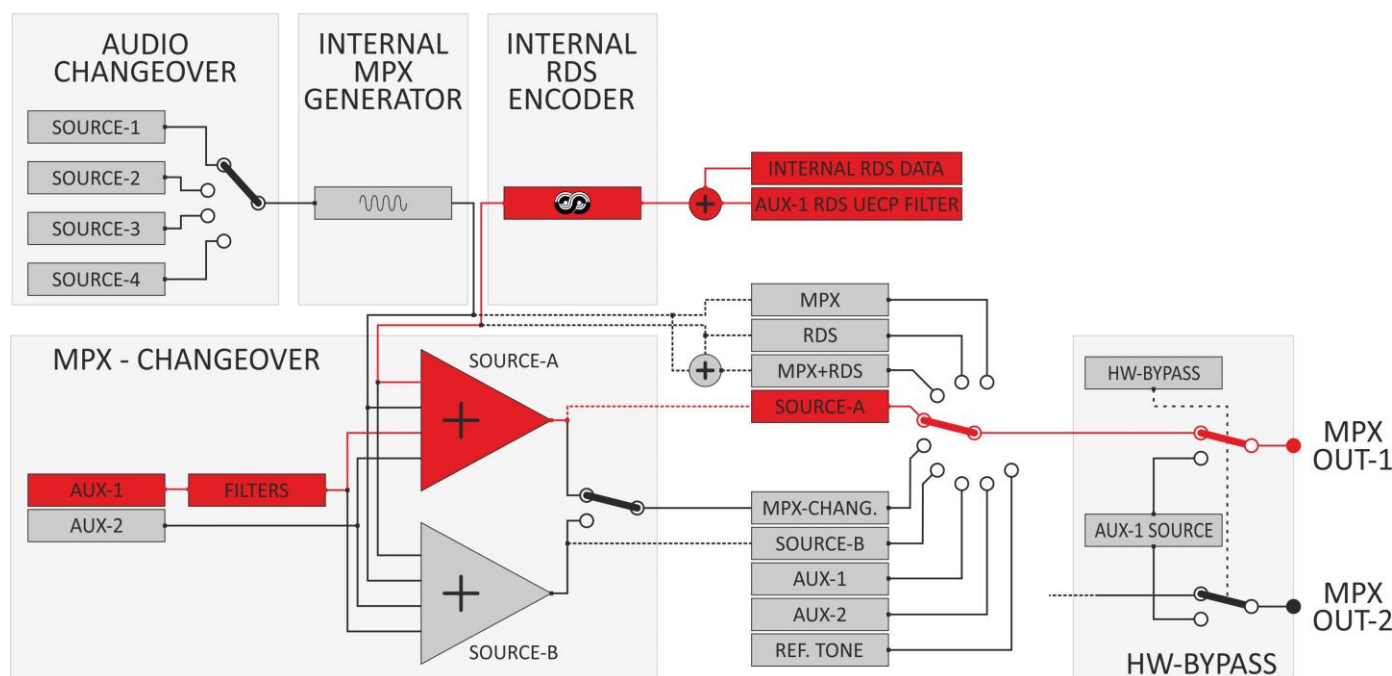 AUDIO
CHANGEOVER
SOURCE-1
SOURCE-2
SOURCE-3
SOURCE-4
INTERNAL
MPX
GENERATOR
INTERNAL
RDS
ENCODER
INTERNAL RDS DATA
AUX-1 RDS UECP FILTER
MPX
RDS
MPX+RDS
SOURCE-A
MPX - CHANGEOVER
SOURCE-A
AUX-1
FILTERS
AUX-2
SOURCE-B
MPX-CHANG.
SOURCE-B
AUX-1
AUX-2
REF. TONE
HW-BYPASS
AUX-1 SOURCE
HW-BYPASS
MPX
OUT-1
MPX
OUT-2